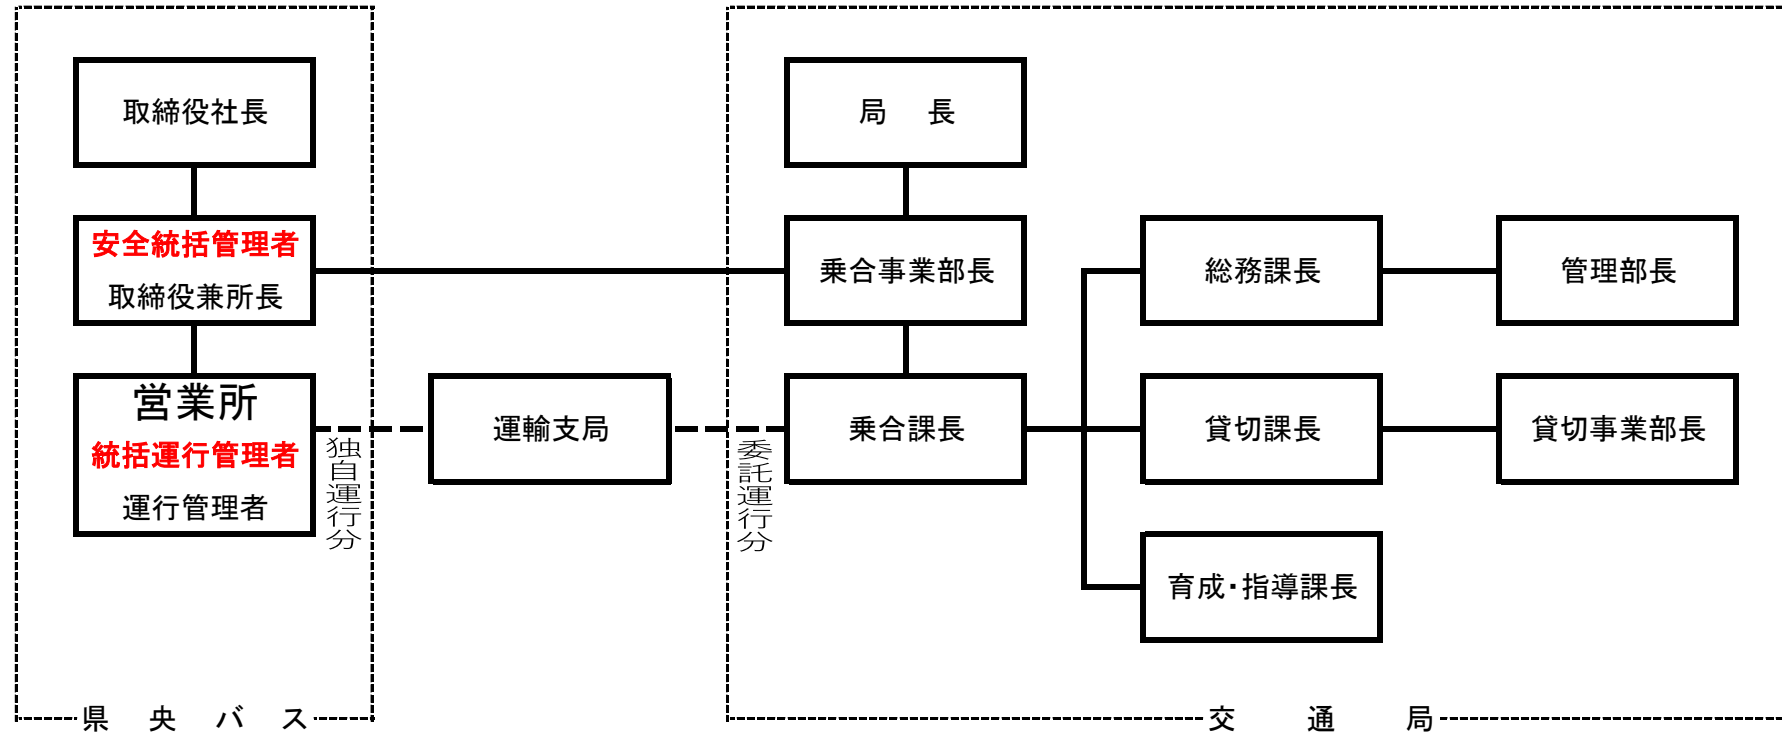 取締役社長
局 長
安全統括管理者
取締役兼所長
乗合事業部長
総務課長
管理部長
営業所
統括運行管理者
運行管理者
独自運行分
運輸支局
委託運行分
乗合課長
貸切課長
貸切事業部長
育成・指導課長
県 央 バ ス
交 通 局